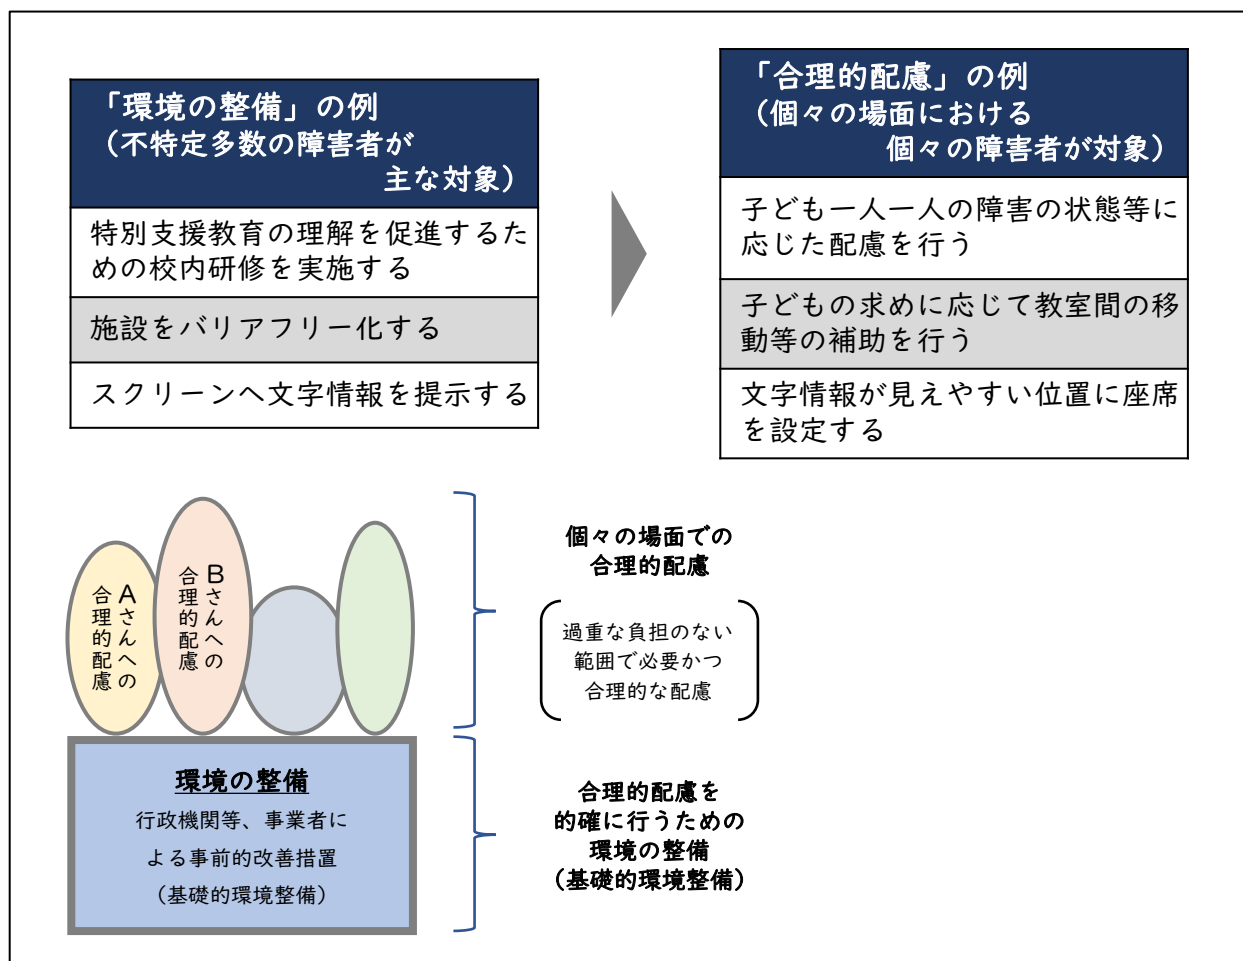 「環境の整備」の例
（不特定多数の障害者が
主な対象）
特別支援教育の理解を促進するた
めの校内研修を実施する
施設をバリアフリー化する
スクリーンへ文字情報を提示する
「合理的配慮」の例
（個々の場面における
個々の障害者が対象）
子ども一人一人の障害の状態等に
応じた配慮を行う
子どもの求めに応じて教室間の移
動等の補助を行う
文字情報が見えやすい位置に座席
を設定する
Aさんへの
合理的配慮
Bさんへの
合理的配慮
個々の場面での
合理的配慮
過重な負担のない
範囲で必要かつ
合理的な配慮
環境の整備
行政機関等、事業者に
よる事前的改善措置
（基礎的環境整備）
合理的配慮を
的確に行うための
環境の整備
（基礎的環境整備）